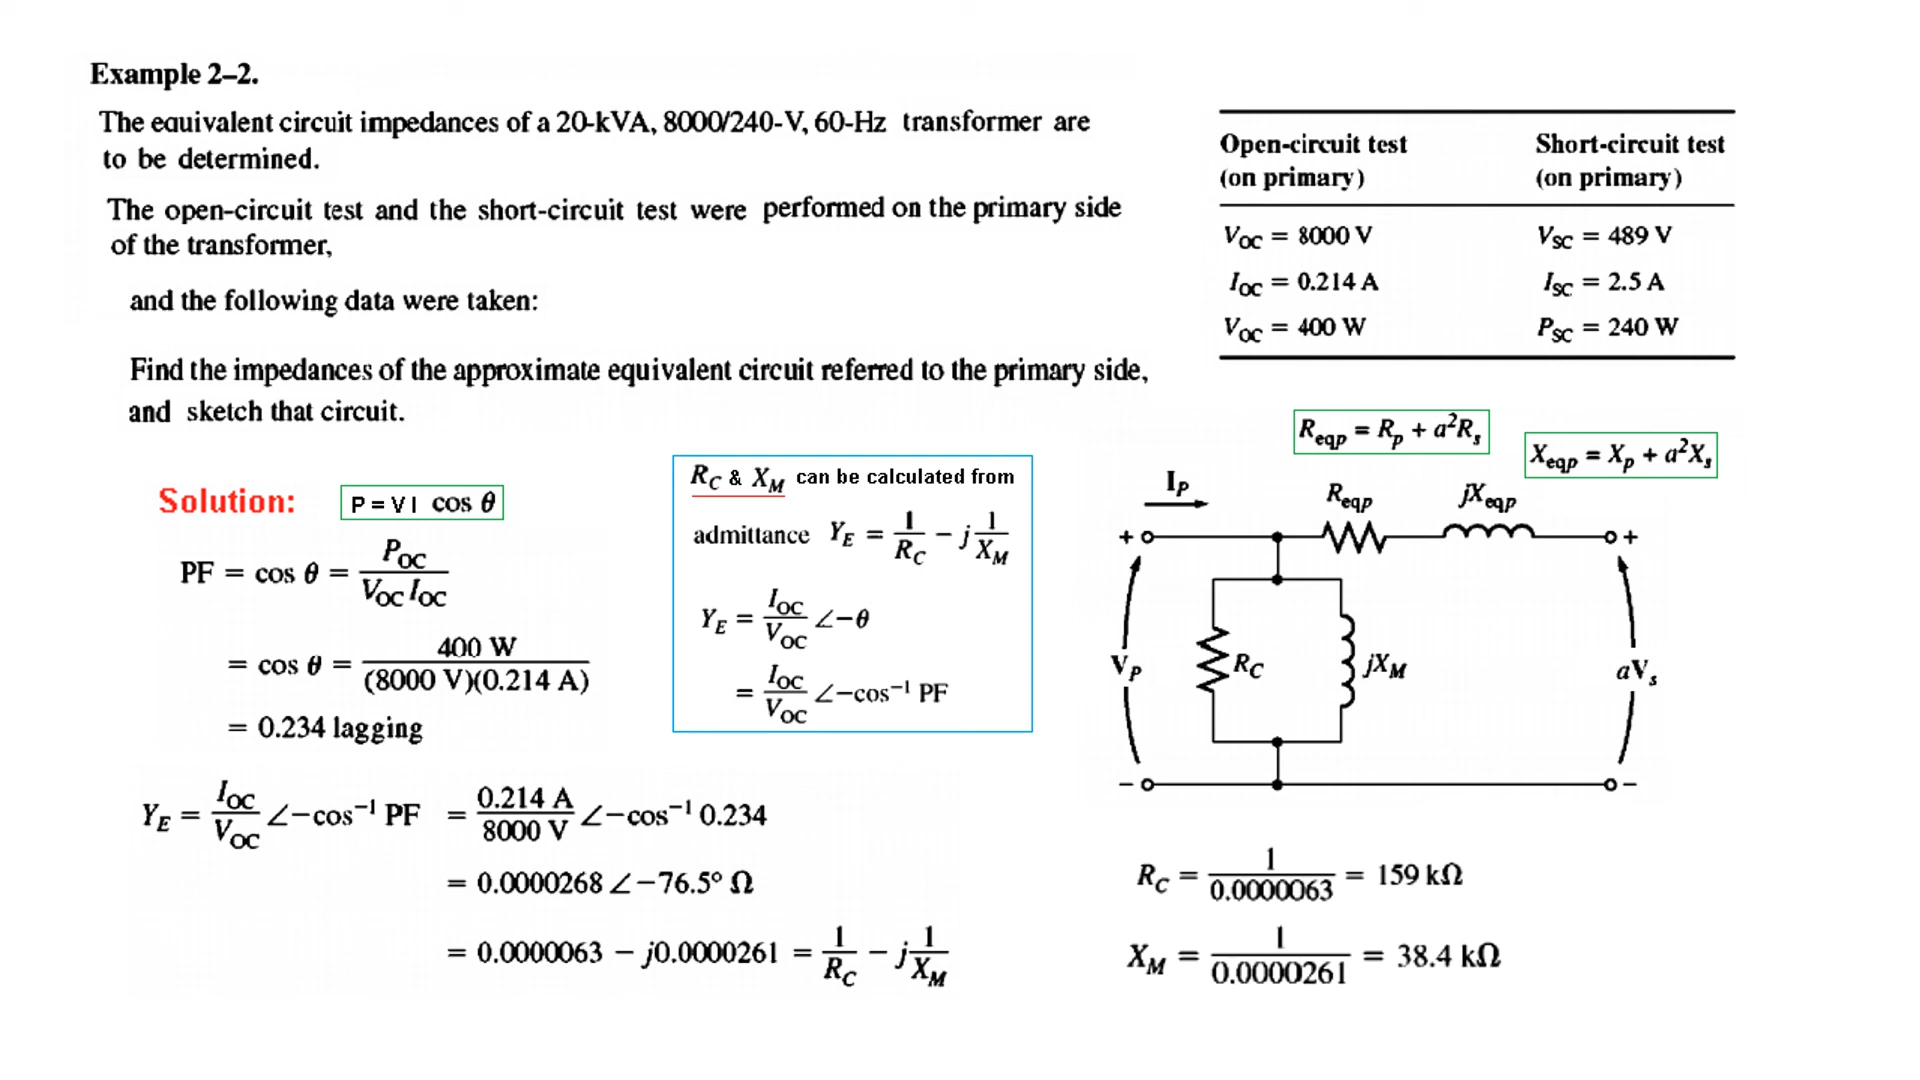 Example 2–2.
The eauivalent circuit impedances of a 20-kVA, 8000/240-V, 60-Hz transformer are
to be determined.
The open-circuit test and the short-circuit test were performed on the primary side
of the transformer,
and the following data were taken:
Find the impedances of the approximate equivalent circuit referred to the primary side,
and sketch that circuit.
Open-circuit test (on primary) Short-circuit test (on primary)
V_OC = 8000 V V_SC = 489 V
I_OC = 0.214 A I_SC = 2.5 A
V_OC = 400 W P_SC = 240 W
Solution: P = V I cos θ
PF = cos θ = P_OC / V_OC I_OC
= cos θ = 400 W / (8000 V)(0.214 A)
= 0.234 lagging
R_C & X_M can be calculated from
admittance Y_E = 1/R_C − j 1/X_M
Y_E = I_OC/V_OC ∠−θ
= I_OC/V_OC ∠−cos⁻¹ PF
Y_E = I_OC/V_OC ∠−cos⁻¹ PF = 0.214 A / 8000 V ∠−cos⁻¹ 0.234
= 0.0000268 ∠−76.5° Ω
= 0.0000063 − j0.0000261 = 1/R_C − j 1/X_M
R_eqp = R_p + a²R_s
X_eqp = X_p + a²X_s
I_P R_eqp jX_eqp
+ +
V_P R_C jX_M aV_s
− −
R_C = 1/0.0000063 = 159 kΩ
X_M = 1/0.0000261 = 38.4 kΩ